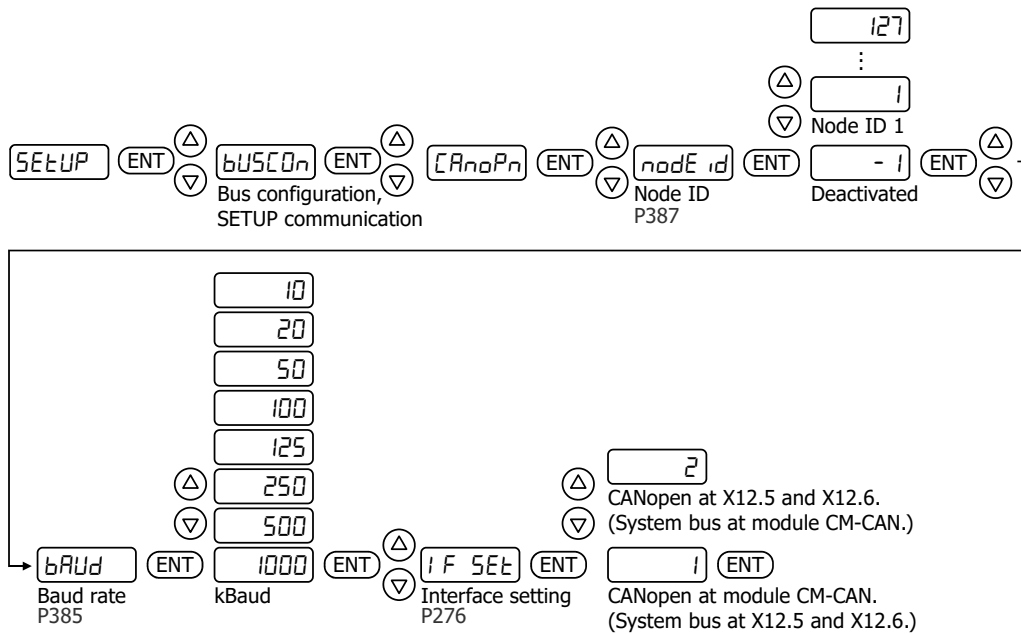 127
⋮
1
Node ID 1
SEtUP ENT bUSCOn ENT CAnoPn ENT nodE id ENT - 1 ENT
Bus configuration,
SETUP communication
Node ID
P387
Deactivated
10
20
50
100
125
250
500
bAUd ENT 1000 ENT I F SEt ENT 1 ENT
Baud rate
P385
kBaud
Interface setting
P276
2
CANopen at X12.5 and X12.6.
(System bus at module CM-CAN.)
CANopen at module CM-CAN.
(System bus at X12.5 and X12.6.)